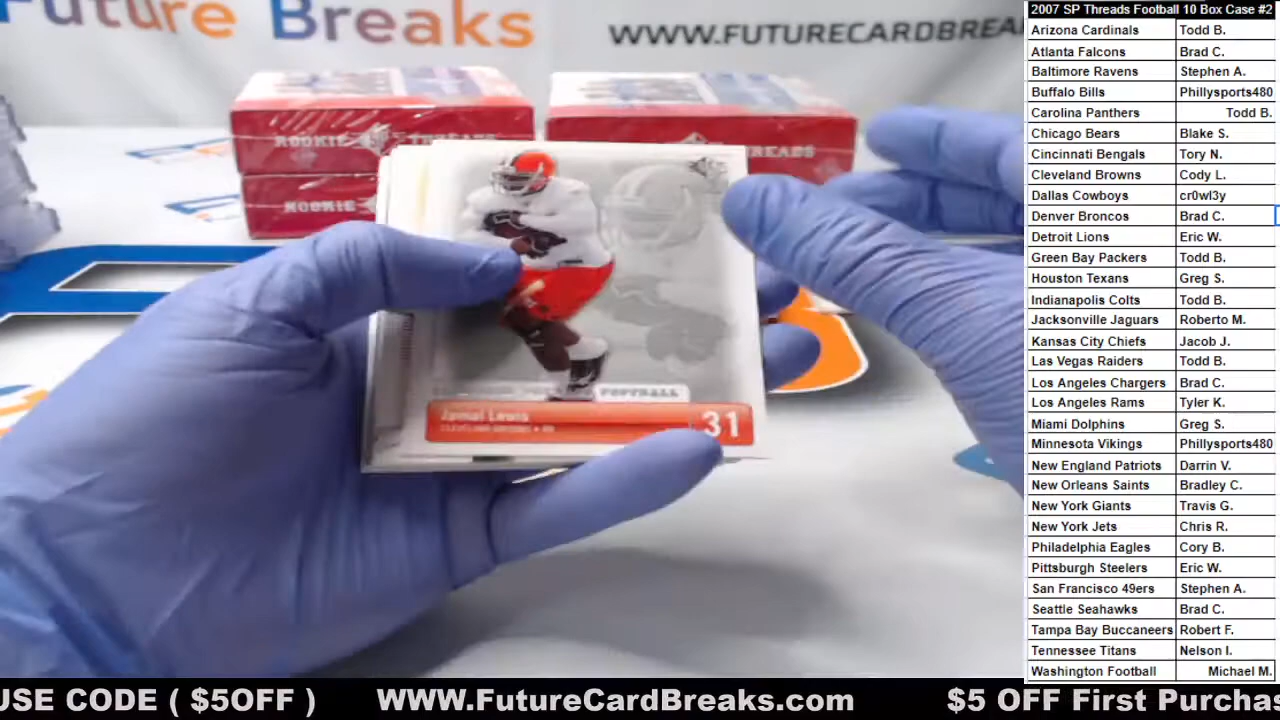 Future Breaks
WWW.FUTURECARDBREA
ROOKIE SP THREADS
READS
ROOKIE
FOOTBALL
Jamal Lewis
CLEVELAND BROWNS • RB
31
2007 SP Threads Football 10 Box Case #2
Arizona Cardinals Todd B.
Atlanta Falcons Brad C.
Baltimore Ravens Stephen A.
Buffalo Bills Phillysports480
Carolina Panthers Todd B.
Chicago Bears Blake S.
Cincinnati Bengals Tory N.
Cleveland Browns Cody L.
Dallas Cowboys cr0wl3y
Denver Broncos Brad C.
Detroit Lions Eric W.
Green Bay Packers Todd B.
Houston Texans Greg S.
Indianapolis Colts Todd B.
Jacksonville Jaguars Roberto M.
Kansas City Chiefs Jacob J.
Las Vegas Raiders Todd B.
Los Angeles Chargers Brad C.
Los Angeles Rams Tyler K.
Miami Dolphins Greg S.
Minnesota Vikings Phillysports480
New England Patriots Darrin V.
New Orleans Saints Bradley C.
New York Giants Travis G.
New York Jets Chris R.
Philadelphia Eagles Cory B.
Pittsburgh Steelers Eric W.
San Francisco 49ers Stephen A.
Seattle Seahawks Brad C.
Tampa Bay Buccaneers Robert F.
Tennessee Titans Nelson I.
Washington Football Michael M.
USE CODE ( $5OFF ) WWW.FutureCardBreaks.com $5 OFF First Purchas